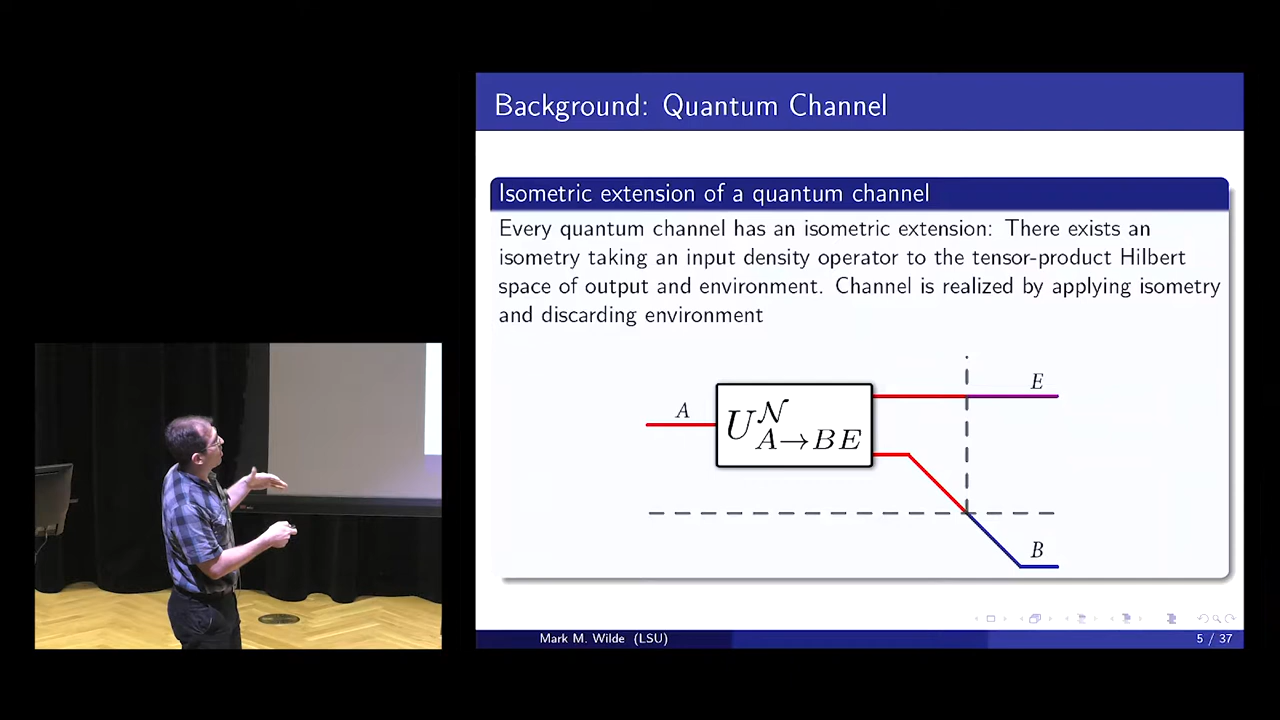 Background: Quantum Channel
Isometric extension of a quantum channel
Every quantum channel has an isometric extension: There exists an
isometry taking an input density operator to the tensor-product Hilbert
space of output and environment. Channel is realized by applying isometry
and discarding environment
E
A
U^𝒩_{A→BE}
B
Mark M. Wilde (LSU)
5 / 37